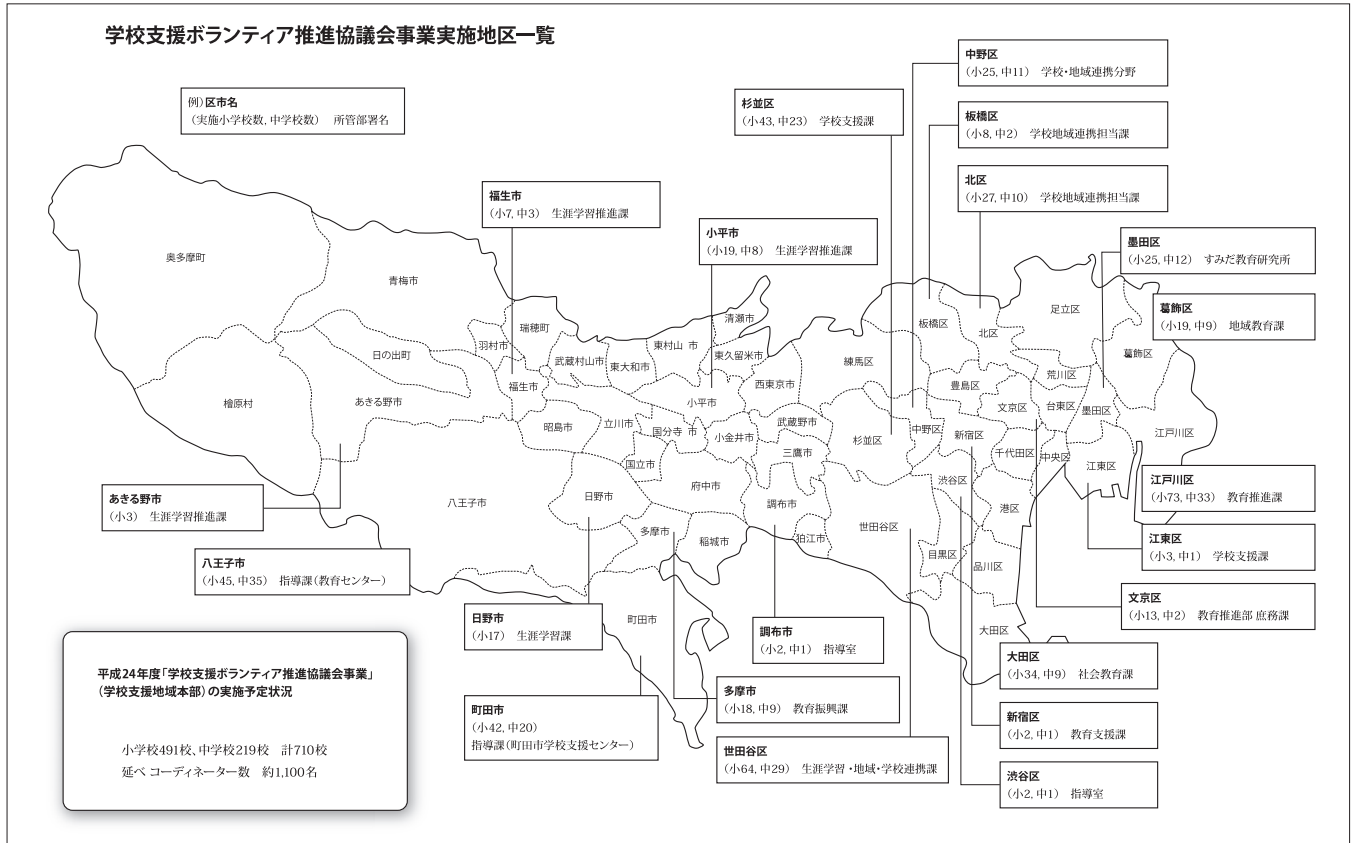 学校支援ボランティア推進協議会事業実施地区一覧
例）区市名
（実施小学校数, 中学校数）　所管部署名
中野区
（小25, 中11）　学校・地域連携分野
杉並区
（小43, 中23）　学校支援課
板橋区
（小8, 中2）　学校地域連携担当課
北区
（小27, 中10）　学校地域連携担当課
福生市
（小7, 中3）　生涯学習推進課
小平市
（小19, 中8）　生涯学習推進課
墨田区
（小25, 中12）　すみだ教育研究所
葛飾区
（小19, 中9）　地域教育課
奥多摩町
青梅市
瑞穂町
羽村市
日の出町
福生市
武蔵村山市
東大和市
東村山 市
清瀬市
東久留米市
西東京市
小平市
練馬区
板橋区
北区
足立区
葛飾区
荒川区
豊島区
文京区
台東区
墨田区
江戸川区
檜原村
あきる野市
昭島市
立川市
国分寺 市
小金井市
武蔵野市
三鷹市
杉並区
中野区
新宿区
千代田区
中央区
江東区
国立市
八王子市
日野市
府中市
調布市
渋谷区
港区
世田谷区
多摩市
稲城市
狛江市
目黒区
品川区
町田市
大田区
あきる野市
（小3）　生涯学習推進課
八王子市
（小45, 中35）　指導課（教育センター）
江戸川区
（小73, 中33）　教育推進課
江東区
（小3, 中1）　学校支援課
文京区
（小13, 中2）　教育推進部 庶務課
日野市
（小17）　生涯学習課
調布市
（小2, 中1）　指導室
大田区
（小34, 中9）　社会教育課
多摩市
（小18, 中9）　教育振興課
町田市
（小42, 中20）
指導課（町田市学校支援センター）
新宿区
（小2, 中1）　教育支援課
世田谷区
（小64, 中29）　生涯学習・地域・学校連携課
渋谷区
（小2, 中1）　指導室
平成24年度「学校支援ボランティア推進協議会事業」
（学校支援地域本部）の実施予定状況
小学校491校、中学校219校　計710校
延べ コーディネーター数　約1,100名